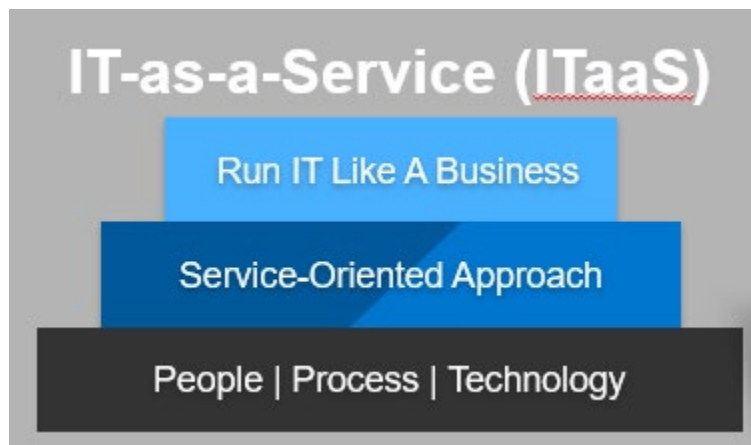 IT-as-a-Service (ITaaS)
Run IT Like A Business
Service-Oriented Approach
People | Process | Technology